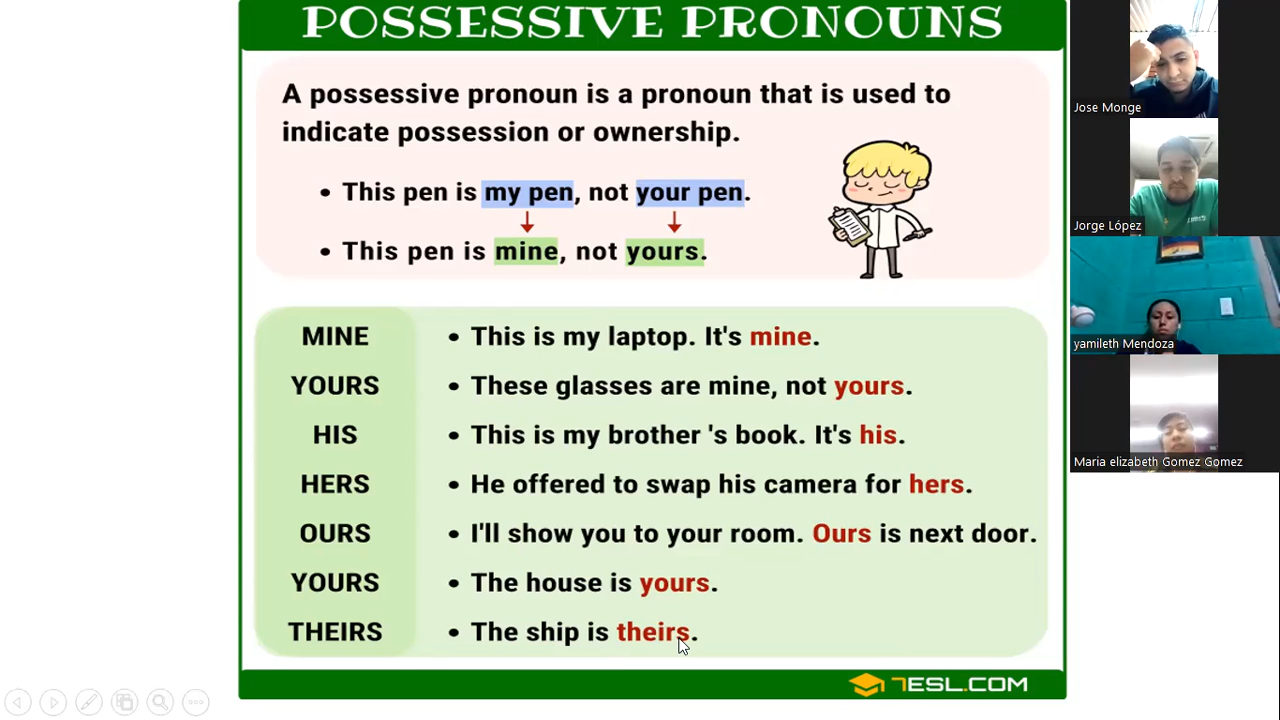 POSSESSIVE PRONOUNS
A possessive pronoun is a pronoun that is used to
indicate possession or ownership.
• This pen is my pen, not your pen.
• This pen is mine, not yours.
MINE • This is my laptop. It's mine.
YOURS • These glasses are mine, not yours.
HIS • This is my brother 's book. It's his.
HERS • He offered to swap his camera for hers.
OURS • I'll show you to your room. Ours is next door.
YOURS • The house is yours.
THEIRS • The ship is theirs.
7ESL.COM
Jose Monge
Jorge López
yamileth Mendoza
Maria elizabeth Gomez Gomez